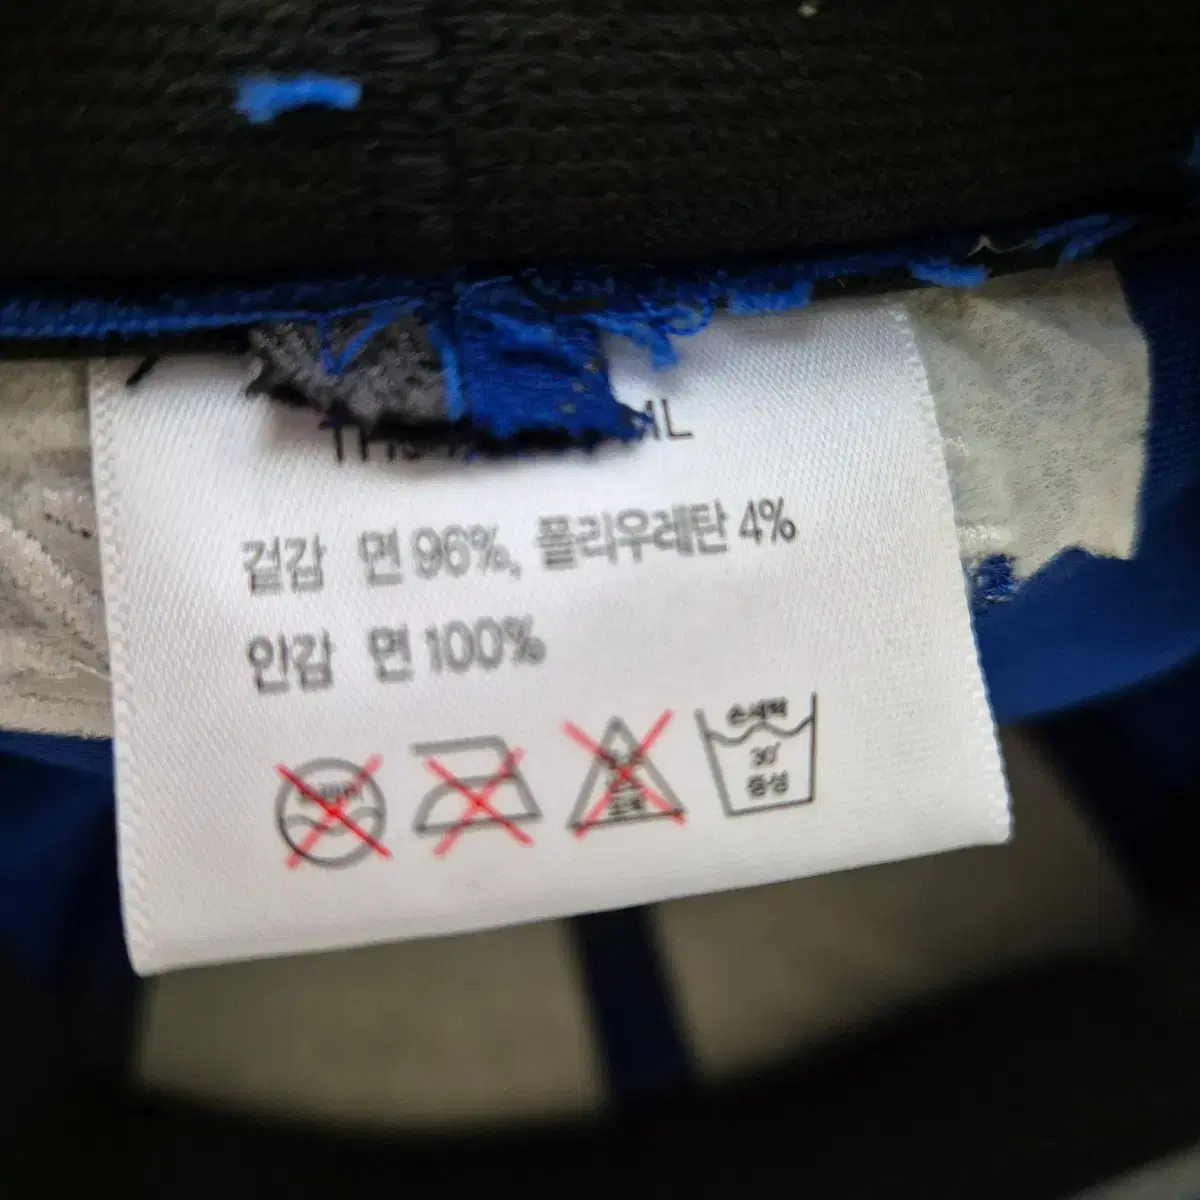 겉감 면 96%, 폴리우레탄 4%
인감 면 100%
손세탁
30°
중성